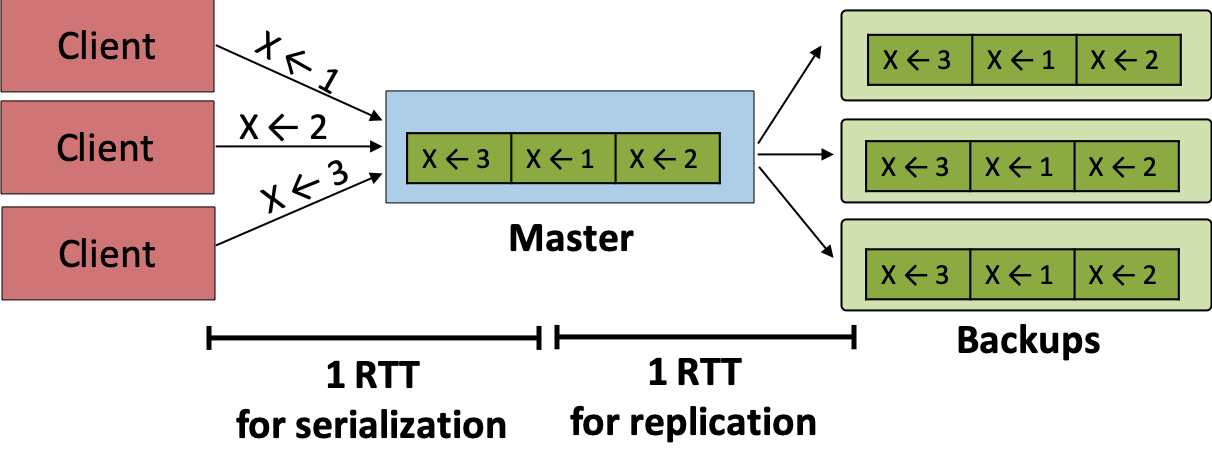 Client
X ← 1
Client
X ← 2
Client
X ← 3
X ← 3 X ← 1 X ← 2
Master
X ← 3 X ← 1 X ← 2
X ← 3 X ← 1 X ← 2
X ← 3 X ← 1 X ← 2
Backups
1 RTT
for serialization
1 RTT
for replication